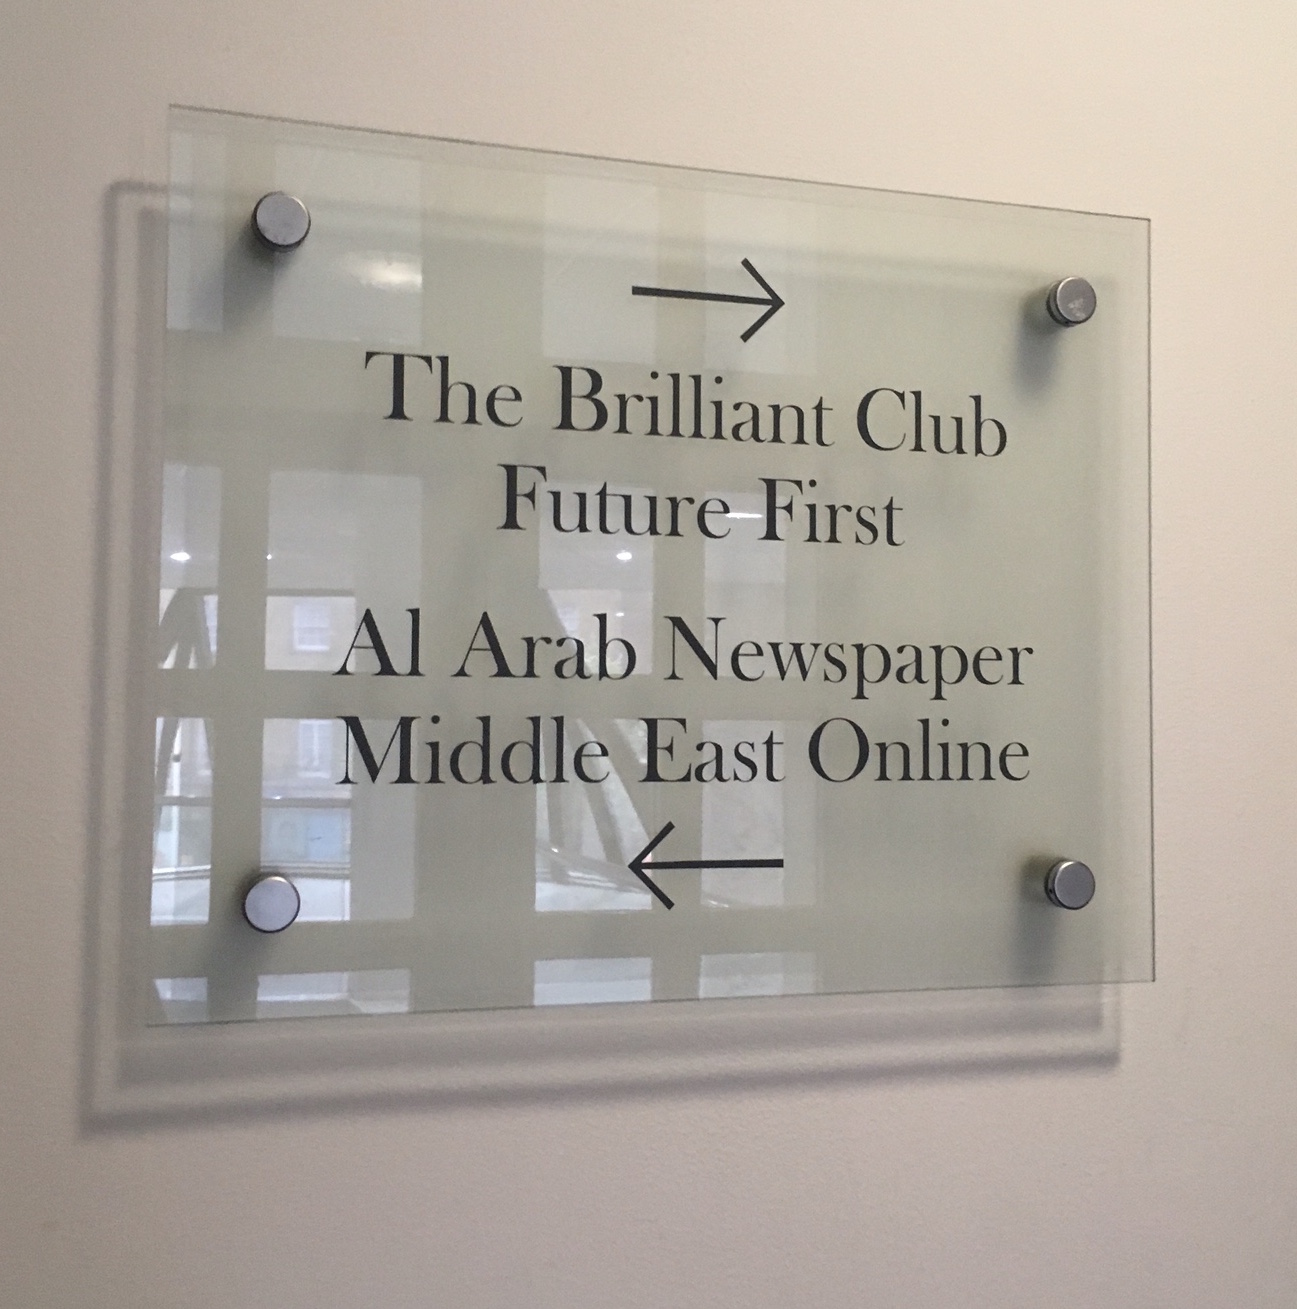 →
The Brilliant Club
Future First
Al Arab Newspaper
Middle East Online
←